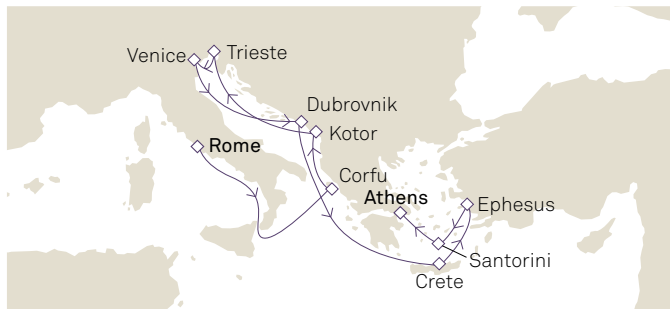 Venice
Trieste
Dubrovnik
Kotor
Rome
Corfu
Athens
Ephesus
Santorini
Crete